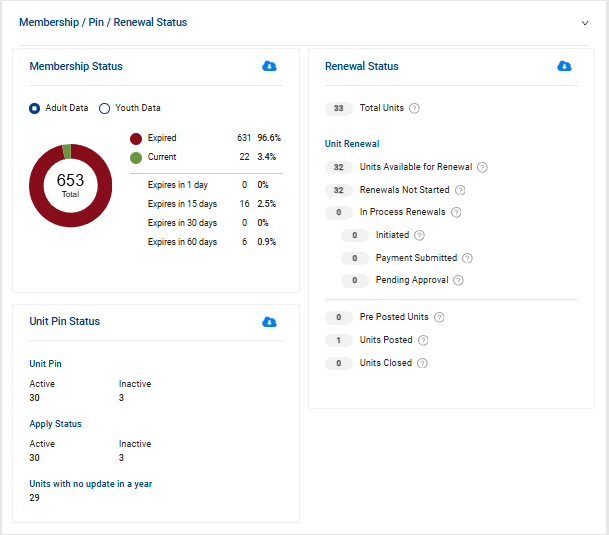 Membership / Pin / Renewal Status
Membership Status
Adult Data Youth Data
653
Total
Expired 631 96.6%
Current 22 3.4%
Expires in 1 day 0 0%
Expires in 15 days 16 2.5%
Expires in 30 days 0 0%
Expires in 60 days 6 0.9%
Unit Pin Status
Unit Pin
Active Inactive
30 3
Apply Status
Active Inactive
30 3
Units with no update in a year
29
Renewal Status
33 Total Units ?
Unit Renewal
32 Units Available for Renewal ?
32 Renewals Not Started ?
0 In Process Renewals ?
0 Initiated ?
0 Payment Submitted ?
0 Pending Approval ?
0 Pre Posted Units ?
1 Units Posted ?
0 Units Closed ?